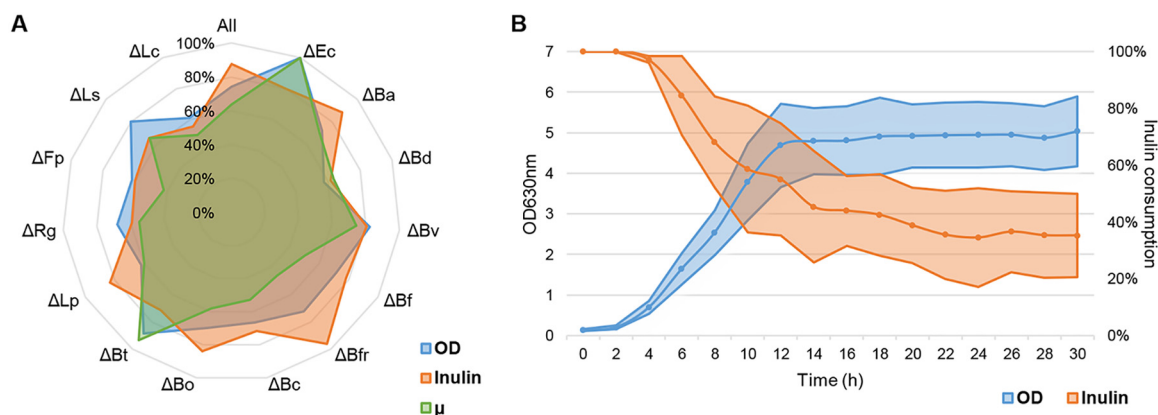 A
All
ΔEc
ΔBa
ΔBd
ΔBv
ΔBf
ΔBfr
ΔBc
ΔBo
ΔBt
ΔLp
ΔRg
ΔFp
ΔLs
ΔLc
100%
80%
60%
40%
20%
0%
OD
Inulin
μ
B
OD630nm
7
6
5
4
3
2
1
0
100%
80%
60%
40%
20%
0%
Inulin consumption
0 2 4 6 8 10 12 14 16 18 20 22 24 26 28 30
Time (h)
OD Inulin